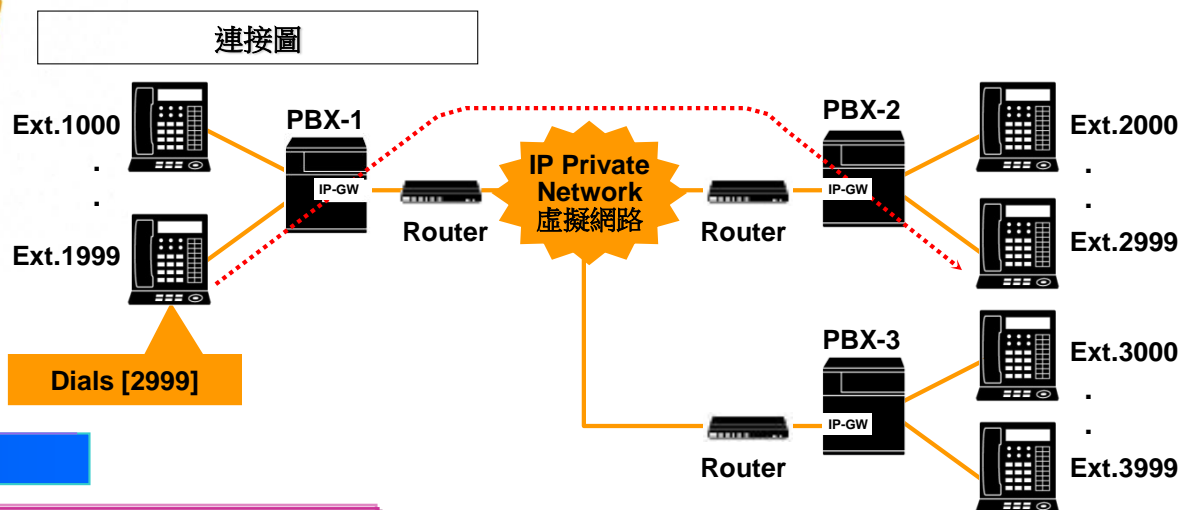 連接圖
Ext.1000
.
.
Ext.1999
Dials [2999]
PBX-1
IP-GW
Router
IP Private
Network
虛擬網路
Router
PBX-2
IP-GW
Ext.2000
.
.
Ext.2999
PBX-3
IP-GW
Router
Ext.3000
.
.
Ext.3999